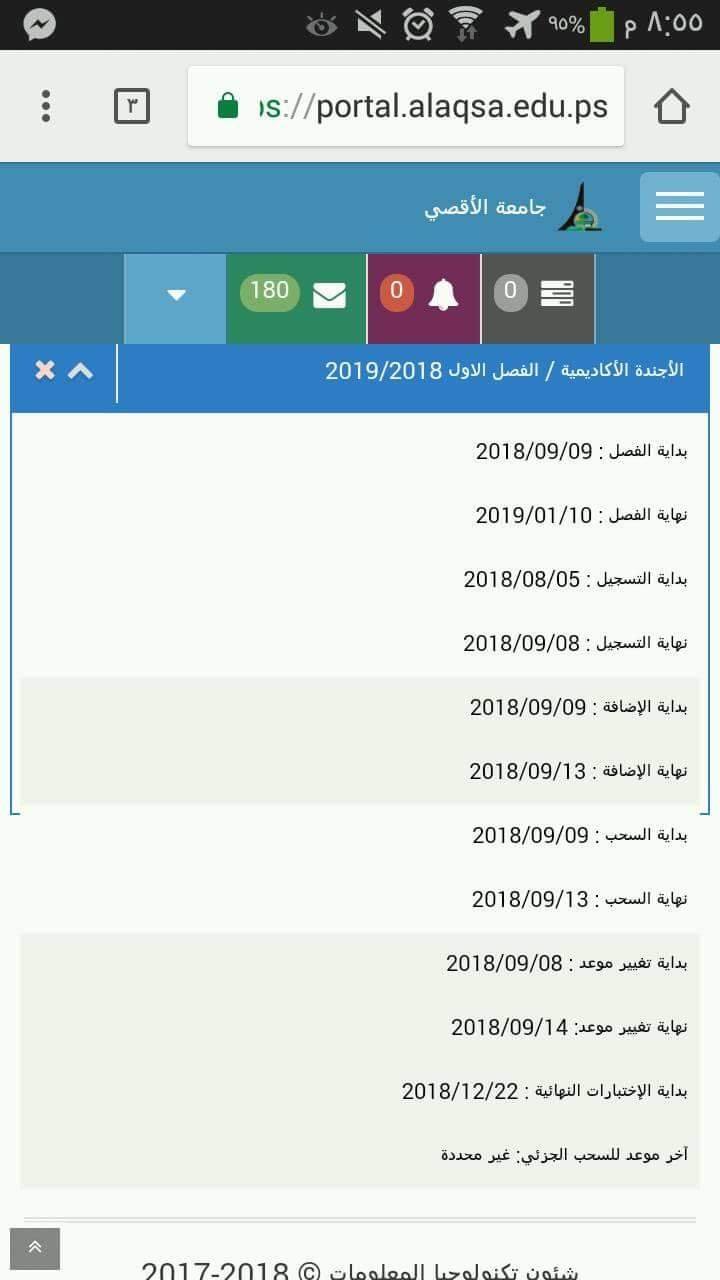 ٨:٥٥ م ٩٥%
٣
ps://portal.alaqsa.edu.ps
جامعة الأقصي
0 0 180
الأجندة الأكاديمية / الفصل الاول 2019/2018
بداية الفصل : 2018/09/09
نهاية الفصل : 2019/01/10
بداية التسجيل : 2018/08/05
نهاية التسجيل : 2018/09/08
بداية الإضافة : 2018/09/09
نهاية الإضافة : 2018/09/13
بداية السحب : 2018/09/09
نهاية السحب : 2018/09/13
بداية تغيير موعد : 2018/09/08
نهاية تغيير موعد: 2018/09/14
بداية الإختبارات النهائية : 2018/12/22
آخر موعد للسحب الجزئي: غير محددة
شئون تكنولوجيا المعلومات © 2018-2017